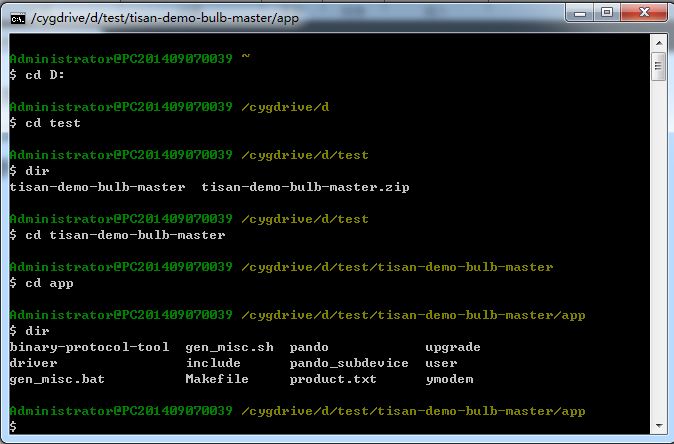 /cygdrive/d/test/tisan-demo-bulb-master/app
Administrator@PC201409070039 ~
$ cd D:
Administrator@PC201409070039 /cygdrive/d
$ cd test
Administrator@PC201409070039 /cygdrive/d/test
$ dir
tisan-demo-bulb-master  tisan-demo-bulb-master.zip
Administrator@PC201409070039 /cygdrive/d/test
$ cd tisan-demo-bulb-master
Administrator@PC201409070039 /cygdrive/d/test/tisan-demo-bulb-master
$ cd app
Administrator@PC201409070039 /cygdrive/d/test/tisan-demo-bulb-master/app
$ dir
binary-protocol-tool  gen_misc.sh  pando            upgrade
driver                include      pando_subdevice  user
gen_misc.bat          Makefile     product.txt      ymodem
Administrator@PC201409070039 /cygdrive/d/test/tisan-demo-bulb-master/app
$